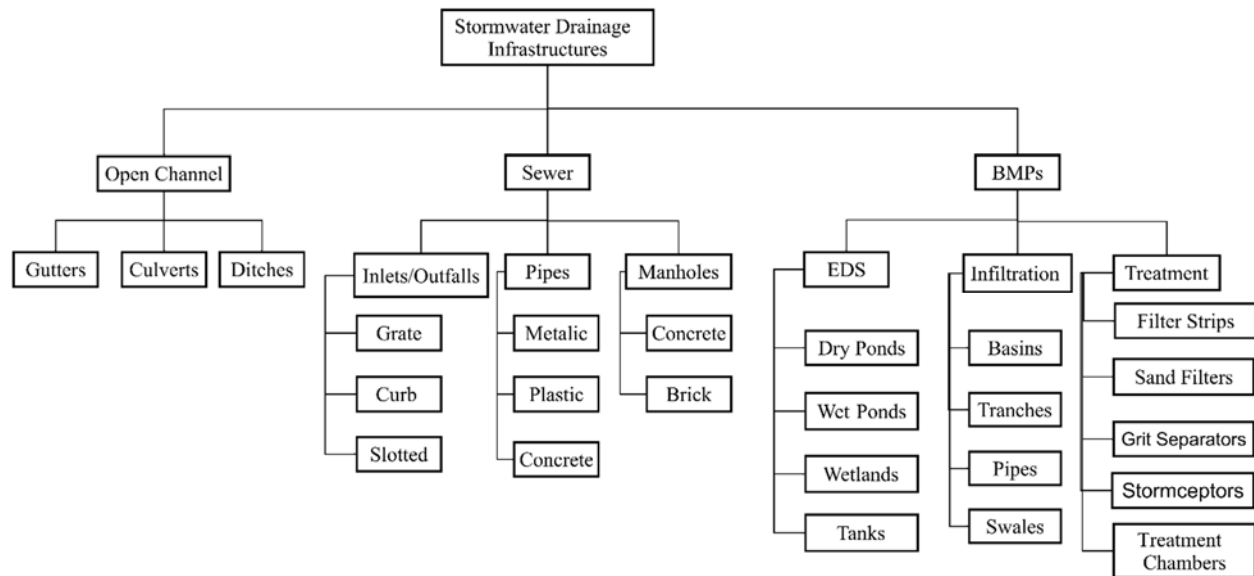 Stormwater Drainage
Infrastructures
Open Channel
Sewer
BMPs
Gutters
Culverts
Ditches
Inlets/Outfalls
Pipes
Manholes
EDS
Infiltration
Treatment
Grate
Metalic
Concrete
Dry Ponds
Basins
Filter Strips
Curb
Plastic
Brick
Wet Ponds
Tranches
Sand Filters
Slotted
Concrete
Wetlands
Pipes
Grit Separators
Tanks
Swales
Stormceptors
Treatment
Chambers